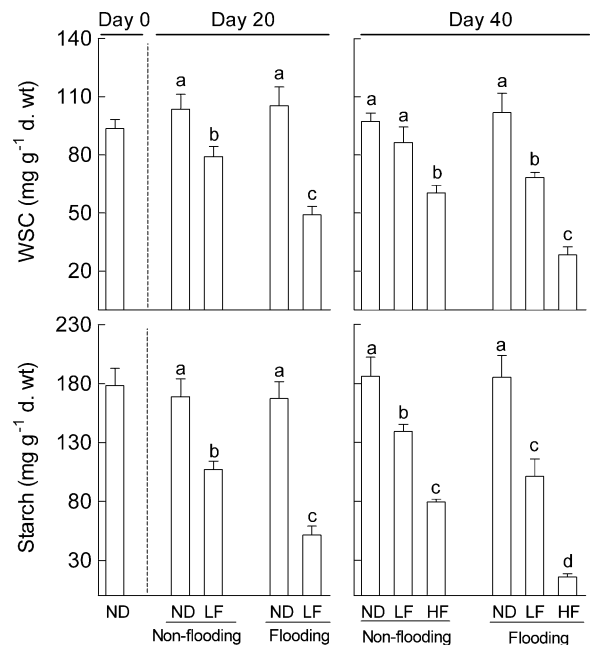 Day 0 Day 20 Day 40
WSC (mg g⁻¹ d. wt)
140
110
80
50
20
a b a c
a a b a b c
Starch (mg g⁻¹ d. wt)
230
180
130
80
30
a b a c
a b c a c d
ND ND LF ND LF ND LF HF ND LF HF
Non-flooding Flooding Non-flooding Flooding